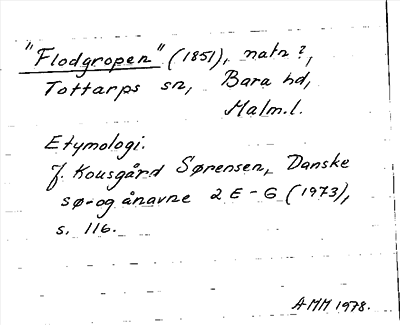 "Flodgropen" (1851), natn?,
Tottarps sn, Bara hd,
Malm.l.
Etymologi.
J. Kousgård Sørensen, Danske
sø- og ånavne 2 E-G (1973),
s. 116.
AMM 1978.